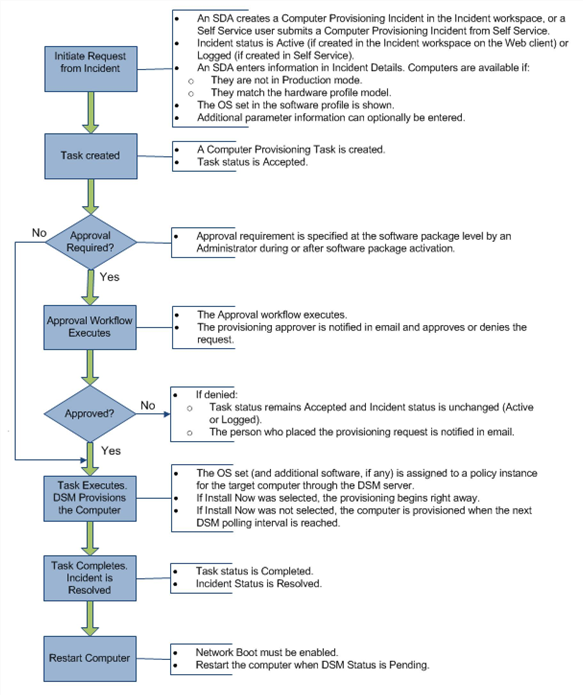 Initiate Request
from Incident
• An SDA creates a Computer Provisioning Incident in the Incident workspace, or a
Self Service user submits a Computer Provisioning Incident from Self Service.
• Incident status is Active (if created in the Incident workspace on the Web client) or
Logged (if created in Self Service).
• An SDA enters information in Incident Details. Computers are available if:
o They are not in Production mode.
o They match the hardware profile model.
• The OS set in the software profile is shown.
• Additional parameter information can optionally be entered.
Task created
• A Computer Provisioning Task is created.
• Task status is Accepted.
No
Approval
Required?
• Approval requirement is specified at the software package level by an
Administrator during or after software package activation.
Yes
Approval Workflow
Executes
• The Approval workflow executes.
• The provisioning approver is notified in email and approves or denies the
request.
Approved?
No
• If denied:
o Task status remains Accepted and Incident status is unchanged (Active
or Logged).
o The person who placed the provisioning request is notified in email.
Yes
Task Executes.
DSM Provisions
the Computer
• The OS set (and additional software, if any) is assigned to a policy instance
for the target computer through the DSM server.
• If Install Now was selected, the provisioning begins right away.
• If Install Now was not selected, the computer is provisioned when the next
DSM polling interval is reached.
Task Completes.
Incident is
Resolved
• Task status is Completed.
• Incident Status is Resolved.
Restart Computer
• Network Boot must be enabled.
• Restart the computer when DSM Status is Pending.